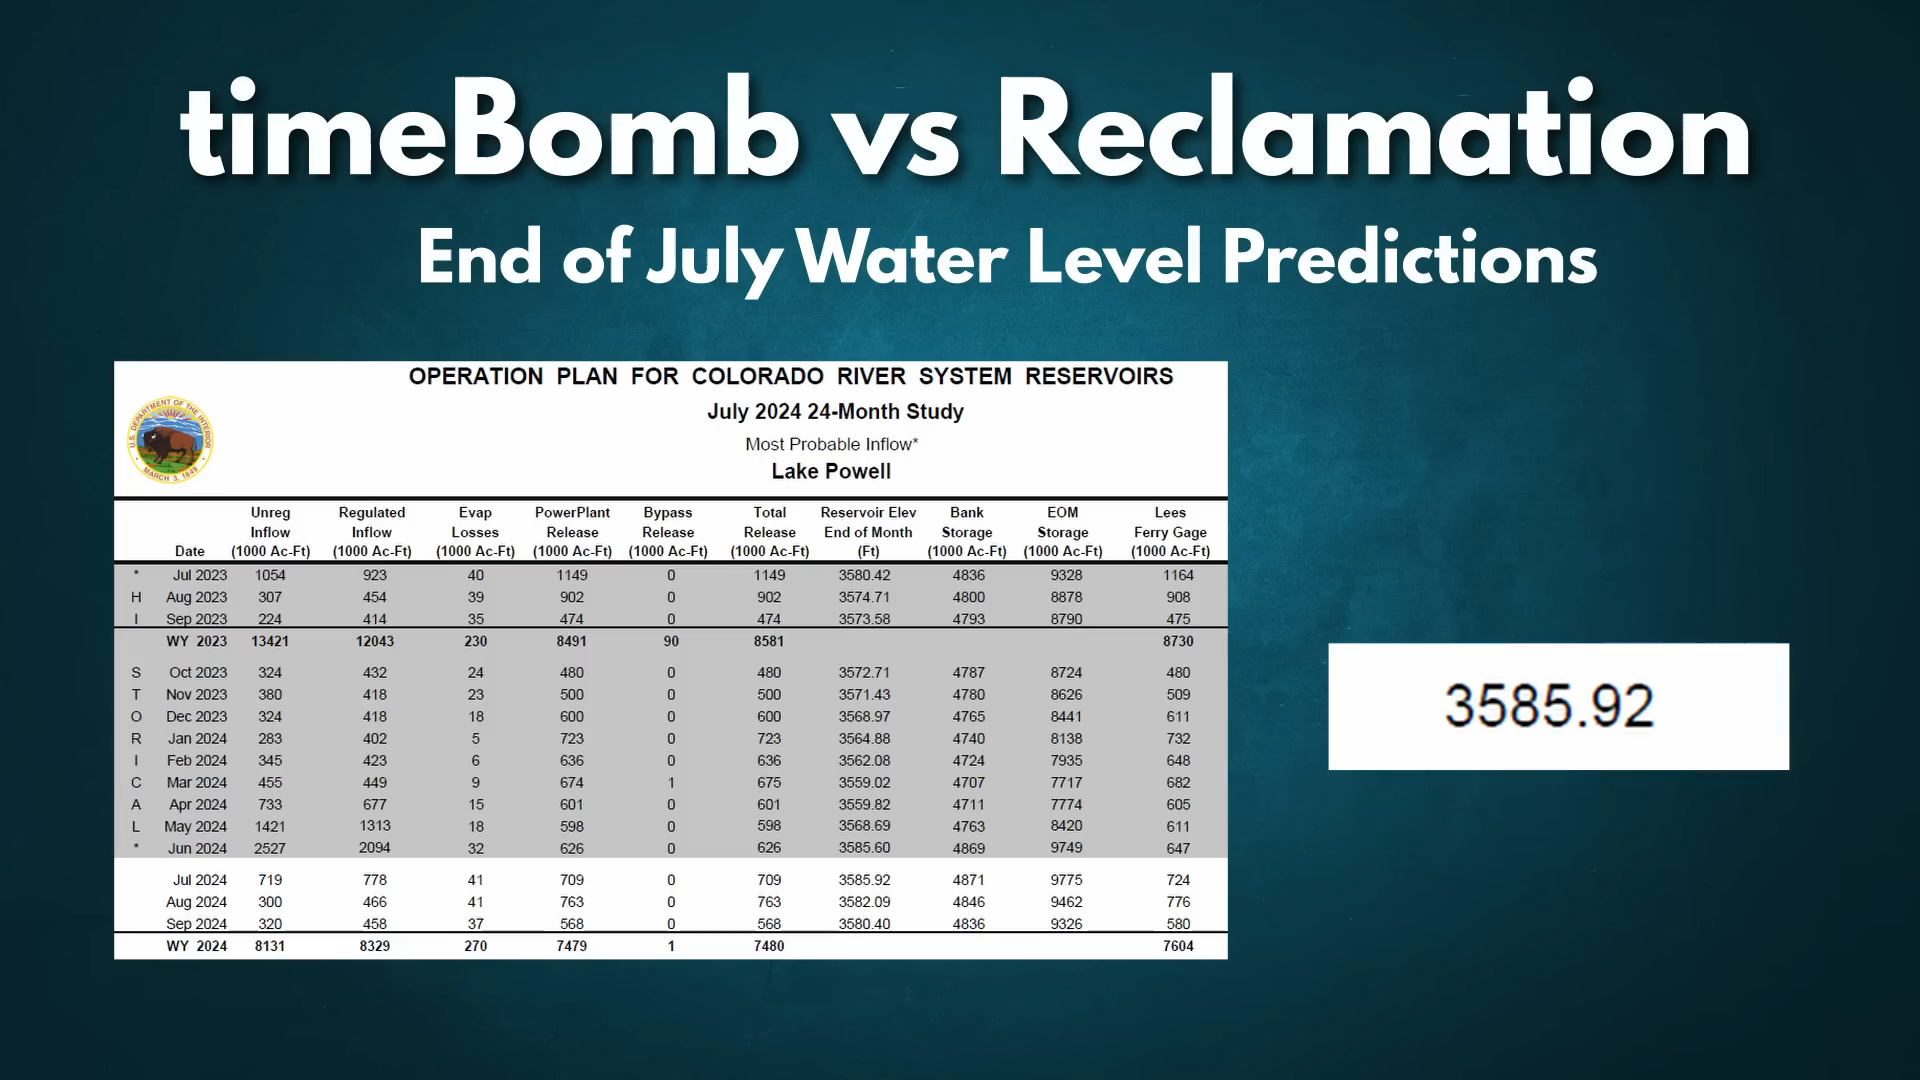 timeBomb vs Reclamation
End of July Water Level Predictions
OPERATION PLAN FOR COLORADO RIVER SYSTEM RESERVOIRS
July 2024 24-Month Study
Most Probable Inflow*
Lake Powell
U.S. DEPARTMENT OF THE INTERIOR
MARCH 3, 1849
Unreg Regulated Evap PowerPlant Bypass Total Reservoir Elev Bank EOM Lees
Inflow Inflow Losses Release Release Release End of Month Storage Storage Ferry Gage
Date (1000 Ac-Ft) (1000 Ac-Ft) (1000 Ac-Ft) (1000 Ac-Ft) (1000 Ac-Ft) (1000 Ac-Ft) (Ft) (1000 Ac-Ft) (1000 Ac-Ft) (1000 Ac-Ft)
* Jul 2023 1054 923 40 1149 0 1149 3580.42 4836 9328 1164
H Aug 2023 307 454 39 902 0 902 3574.71 4800 8878 908
I Sep 2023 224 414 35 474 0 474 3573.58 4793 8790 475
WY 2023 13421 12043 230 8491 90 8581 8730
S Oct 2023 324 432 24 480 0 480 3572.71 4787 8724 480
T Nov 2023 380 418 23 500 0 500 3571.43 4780 8626 509
O Dec 2023 324 418 18 600 0 600 3568.97 4765 8441 611
R Jan 2024 283 402 5 723 0 723 3564.88 4740 8138 732
I Feb 2024 345 423 6 636 0 636 3562.08 4724 7935 648
C Mar 2024 455 449 9 674 1 675 3559.02 4707 7717 682
A Apr 2024 733 677 15 601 0 601 3559.82 4711 7774 605
L May 2024 1421 1313 18 598 0 598 3568.69 4763 8420 611
* Jun 2024 2527 2094 32 626 0 626 3585.60 4869 9749 647
Jul 2024 719 778 41 709 0 709 3585.92 4871 9775 724
Aug 2024 300 466 41 763 0 763 3582.09 4846 9462 776
Sep 2024 320 458 37 568 0 568 3580.40 4836 9326 580
WY 2024 8131 8329 270 7479 1 7480 7604
3585.92